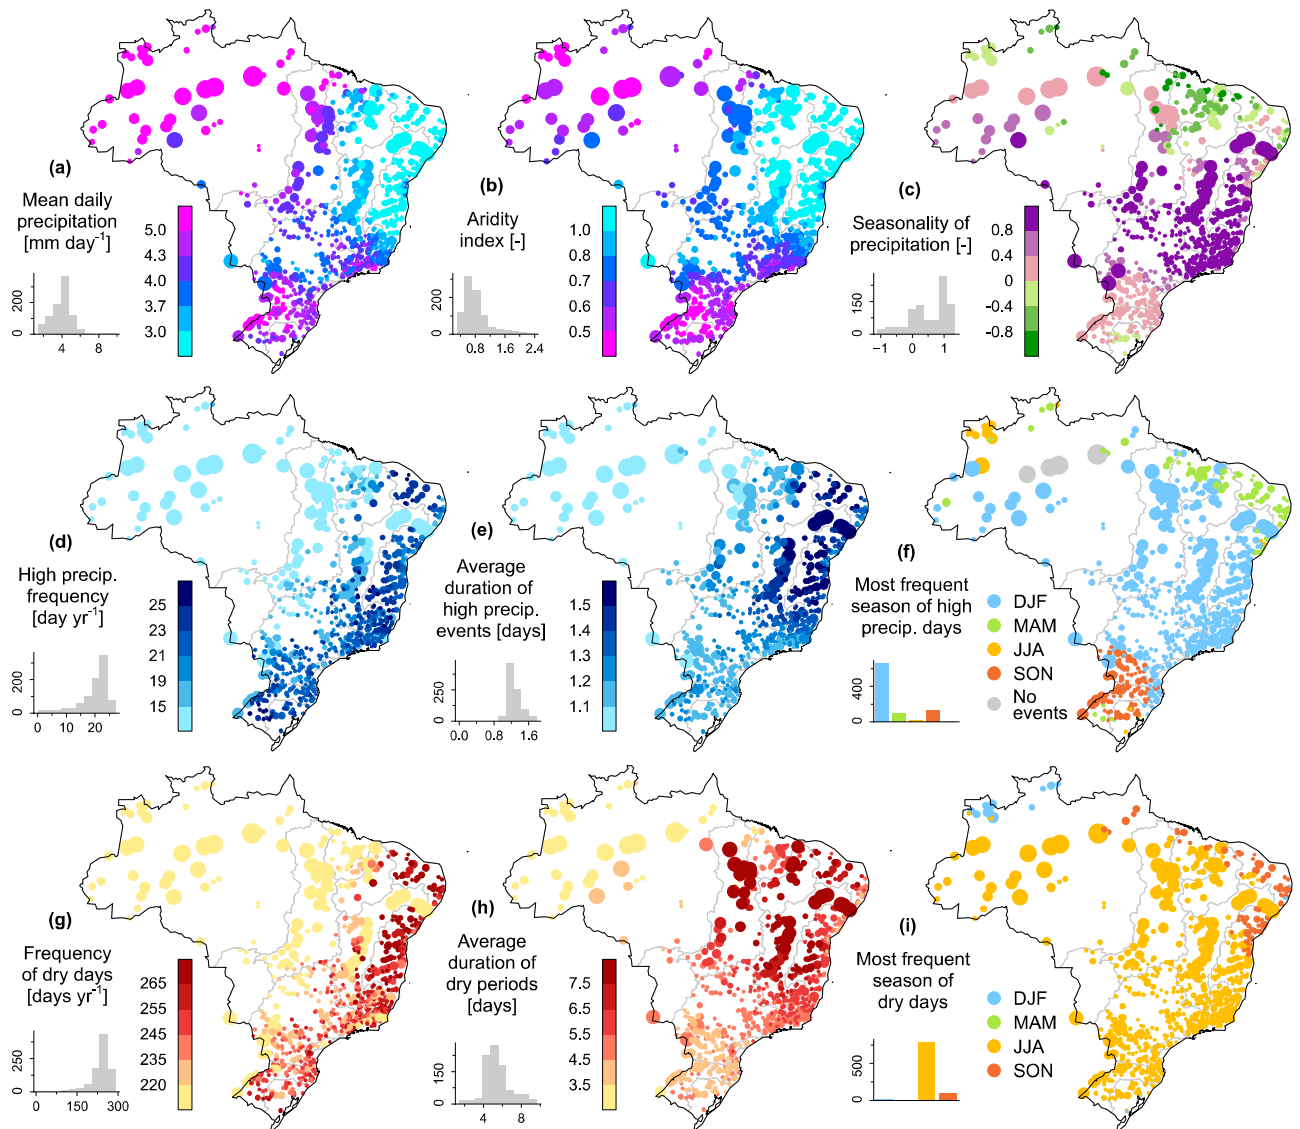 (a)
Mean daily
precipitation
[mm day-1]
5.0
4.3
4.0
3.7
3.0
0
200
4
8
(b)
Aridity
index [-]
1.0
0.8
0.7
0.6
0.5
0
200
0.8
1.6
2.4
(c)
Seasonality of
precipitation [-]
0.8
0.4
0
-0.4
-0.8
0
150
−1
0
1
(d)
High precip.
frequency
[day yr-1]
25
23
21
19
15
0
200
0
10
20
(e)
Average
duration of
high precip.
events [days]
1.5
1.4
1.3
1.2
1.1
0
250
0.0
0.8
1.6
(f)
Most frequent
season of high
precip. days
0
400
DJF
MAM
JJA
SON
No
events
(g)
Frequency
of dry days
[days yr-1]
265
255
245
235
220
0
250
0
150
300
(h)
Average
duration of
dry periods
[days]
7.5
6.5
5.5
4.5
3.5
0
150
4
8
(i)
Most frequent
season of
dry days
0
500
DJF
MAM
JJA
SON